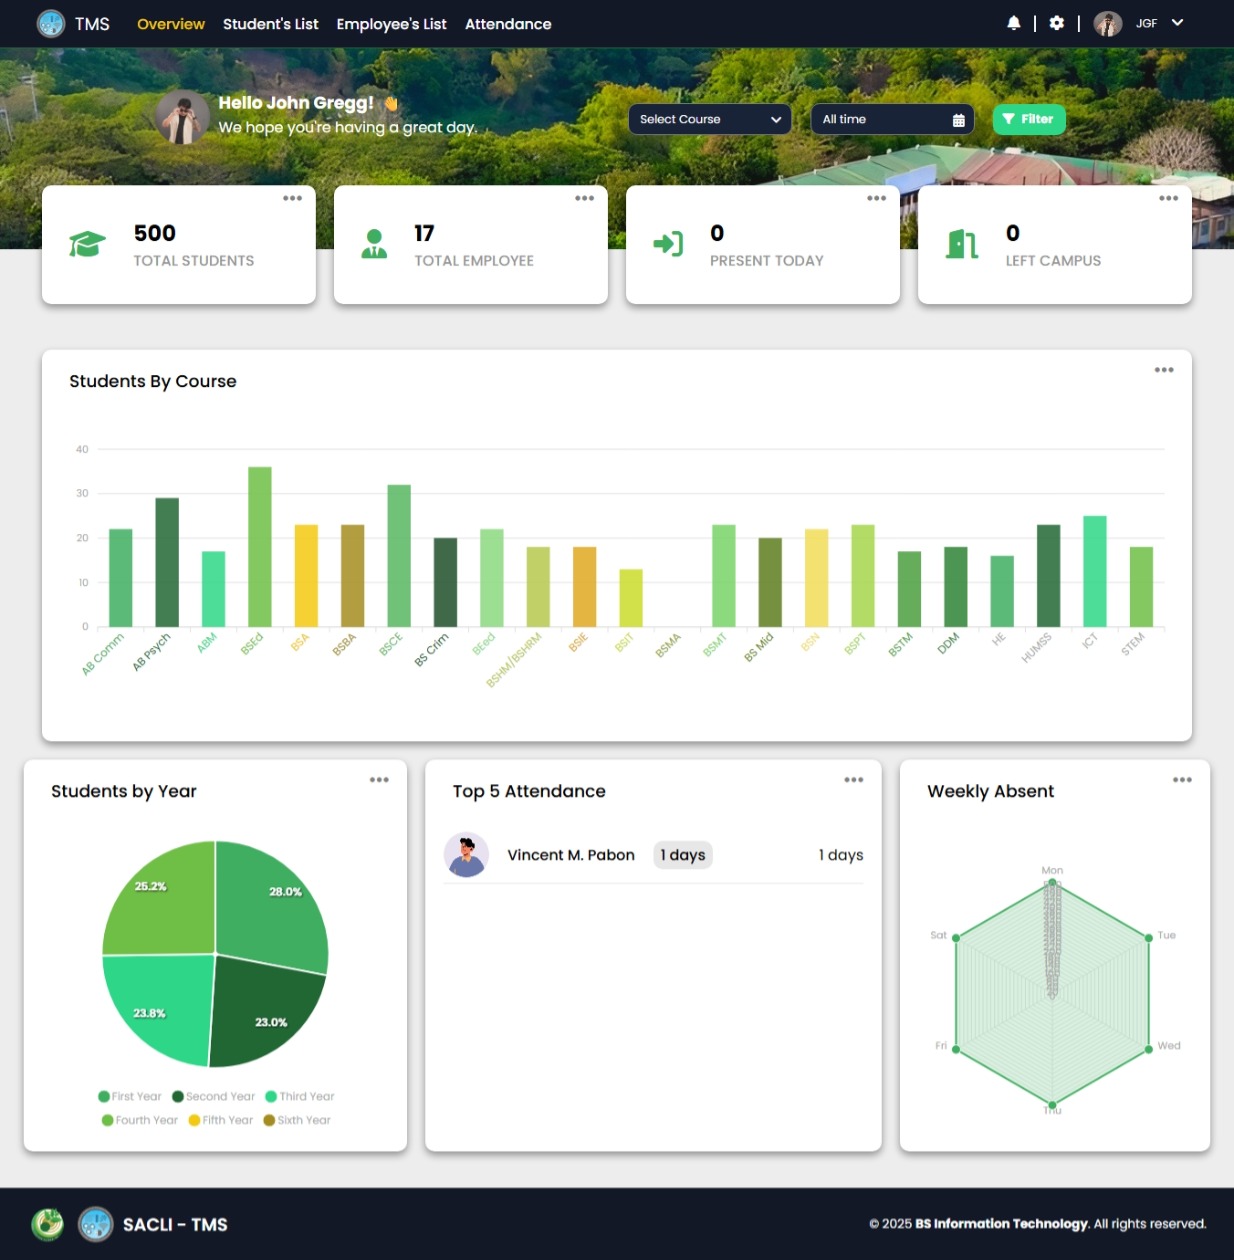 TMS Overview Student's List Employee's List Attendance JGF
Hello John Gregg! 👋
We hope you're having a great day.
Select Course All time Filter
500
TOTAL STUDENTS
17
TOTAL EMPLOYEE
0
PRESENT TODAY
0
LEFT CAMPUS
Students By Course
40
30
20
10
0
AB Comm AB Psych ABM BSEd BSA BSBA BSCE BS Crim BEed BSHM/BSHRM BSIE BSIT BSMA BSMT BS Mid BSN BSPT BSTM DDM HE HUMSS ICT STEM
Students by Year
25.2% 28.0%
23.8% 23.0%
First Year Second Year Third Year
Fourth Year Fifth Year Sixth Year
Top 5 Attendance
Vincent M. Pabon 1 days 1 days
Weekly Absent
Mon
Sat Tue
Fri Wed
Thu
SACLI - TMS
© 2025 BS Information Technology. All rights reserved.